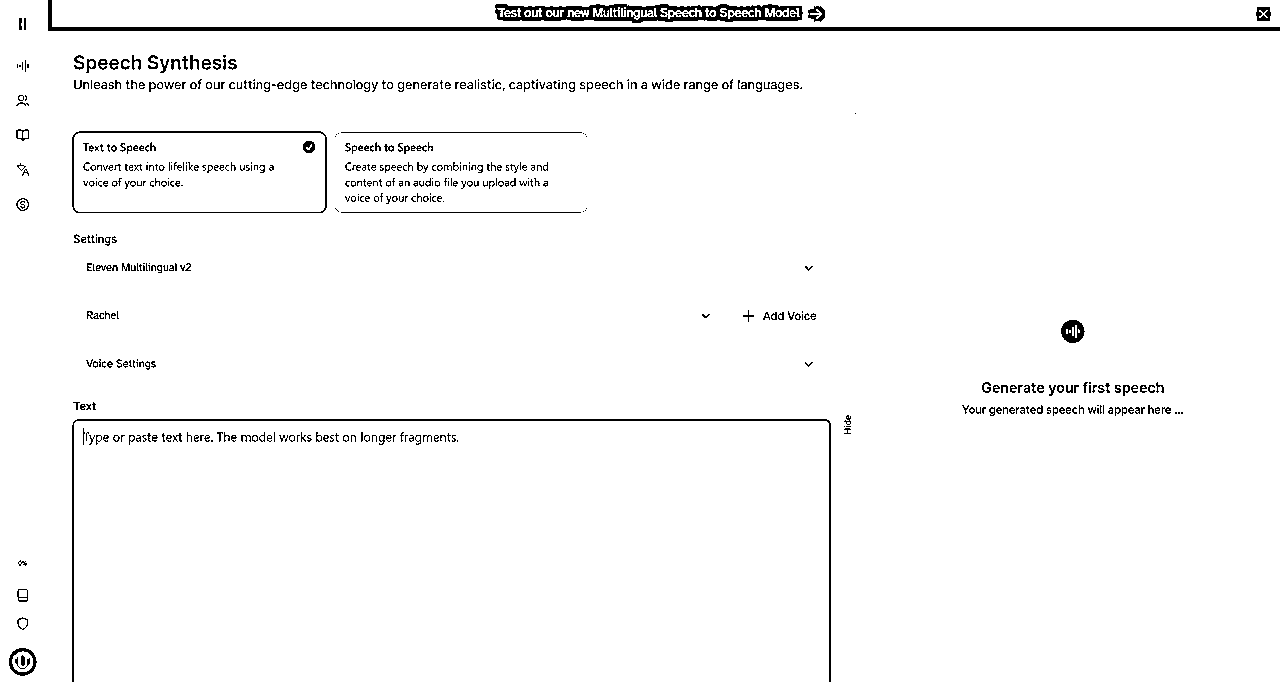 Test out our new Multilingual Speech to Speech Model
Speech Synthesis
Unleash the power of our cutting-edge technology to generate realistic, captivating speech in a wide range of languages.
Text to Speech
Convert text into lifelike speech using a
voice of your choice.
Speech to Speech
Create speech by combining the style and
content of an audio file you upload with a
voice of your choice.
Settings
Eleven Multilingual v2
Rachel
Add Voice
Voice Settings
Text
Type or paste text here. The model works best on longer fragments.
Hide
Generate your first speech
Your generated speech will appear here ...
0%